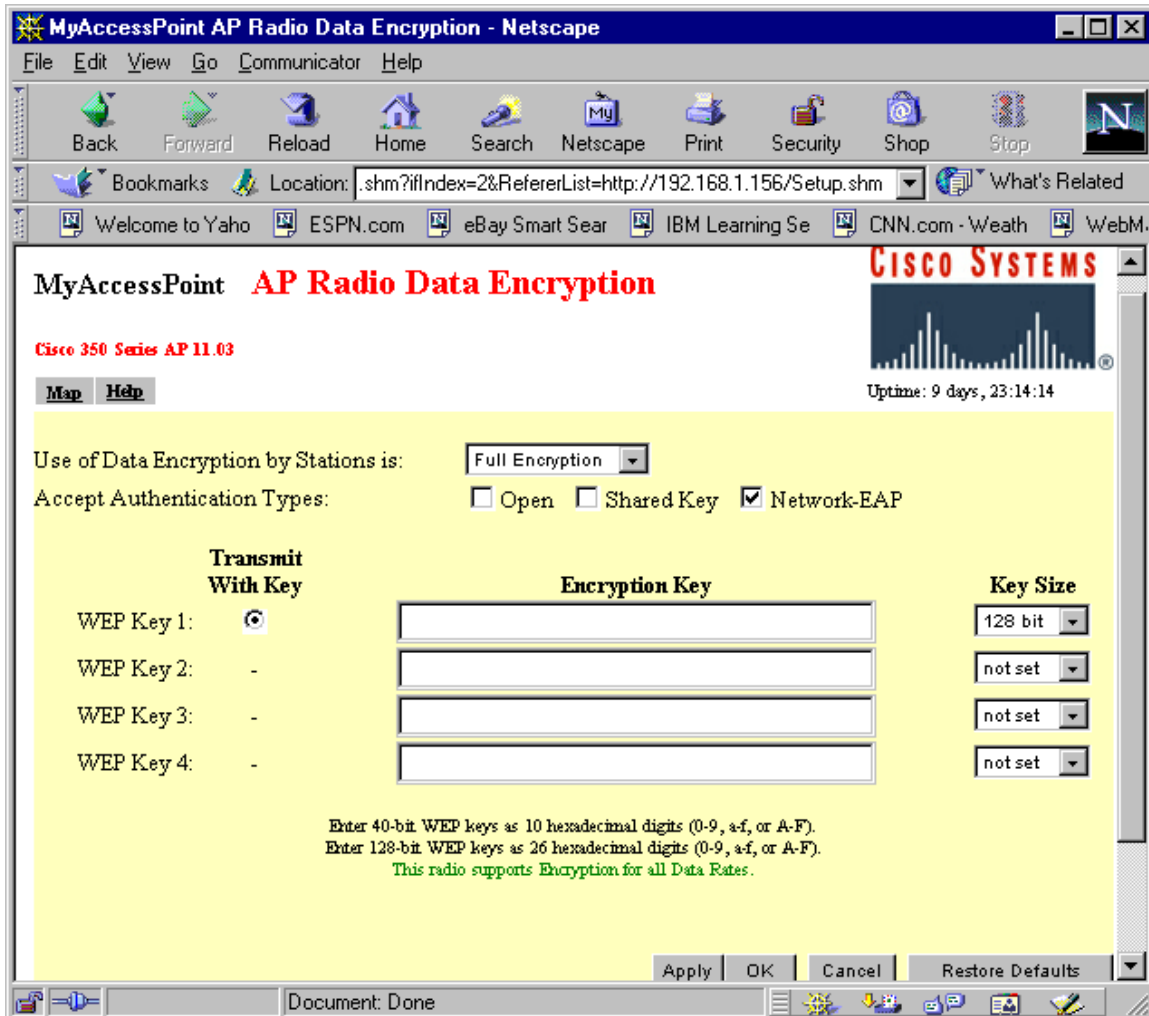 MyAccessPoint AP Radio Data Encryption - Netscape
File Edit View Go Communicator Help
My
N
Back Forward Reload Home Search Netscape Print Security Shop Stop
Bookmarks Location: .shm?ifIndex=2&RefererList=http://192.168.1.156/Setup.shm What's Related
Welcome to Yaho ESPN.com eBay Smart Sear IBM Learning Se CNN.com - Weath WebM
MyAccessPoint AP Radio Data Encryption
CISCO SYSTEMS
®
Cisco 350 Series AP 11.03
Map Help
Uptime: 9 days, 23:14:14
Use of Data Encryption by Stations is: Full Encryption
Accept Authentication Types: Open Shared Key Network-EAP
Transmit
With Key Encryption Key Key Size
WEP Key 1: 128 bit
WEP Key 2: - not set
WEP Key 3: - not set
WEP Key 4: - not set
Enter 40-bit WEP keys as 10 hexadecimal digits (0-9, a-f, or A-F).
Enter 128-bit WEP keys as 26 hexadecimal digits (0-9, a-f, or A-F).
This radio supports Encryption for all Data Rates.
Apply OK Cancel Restore Defaults
Document: Done